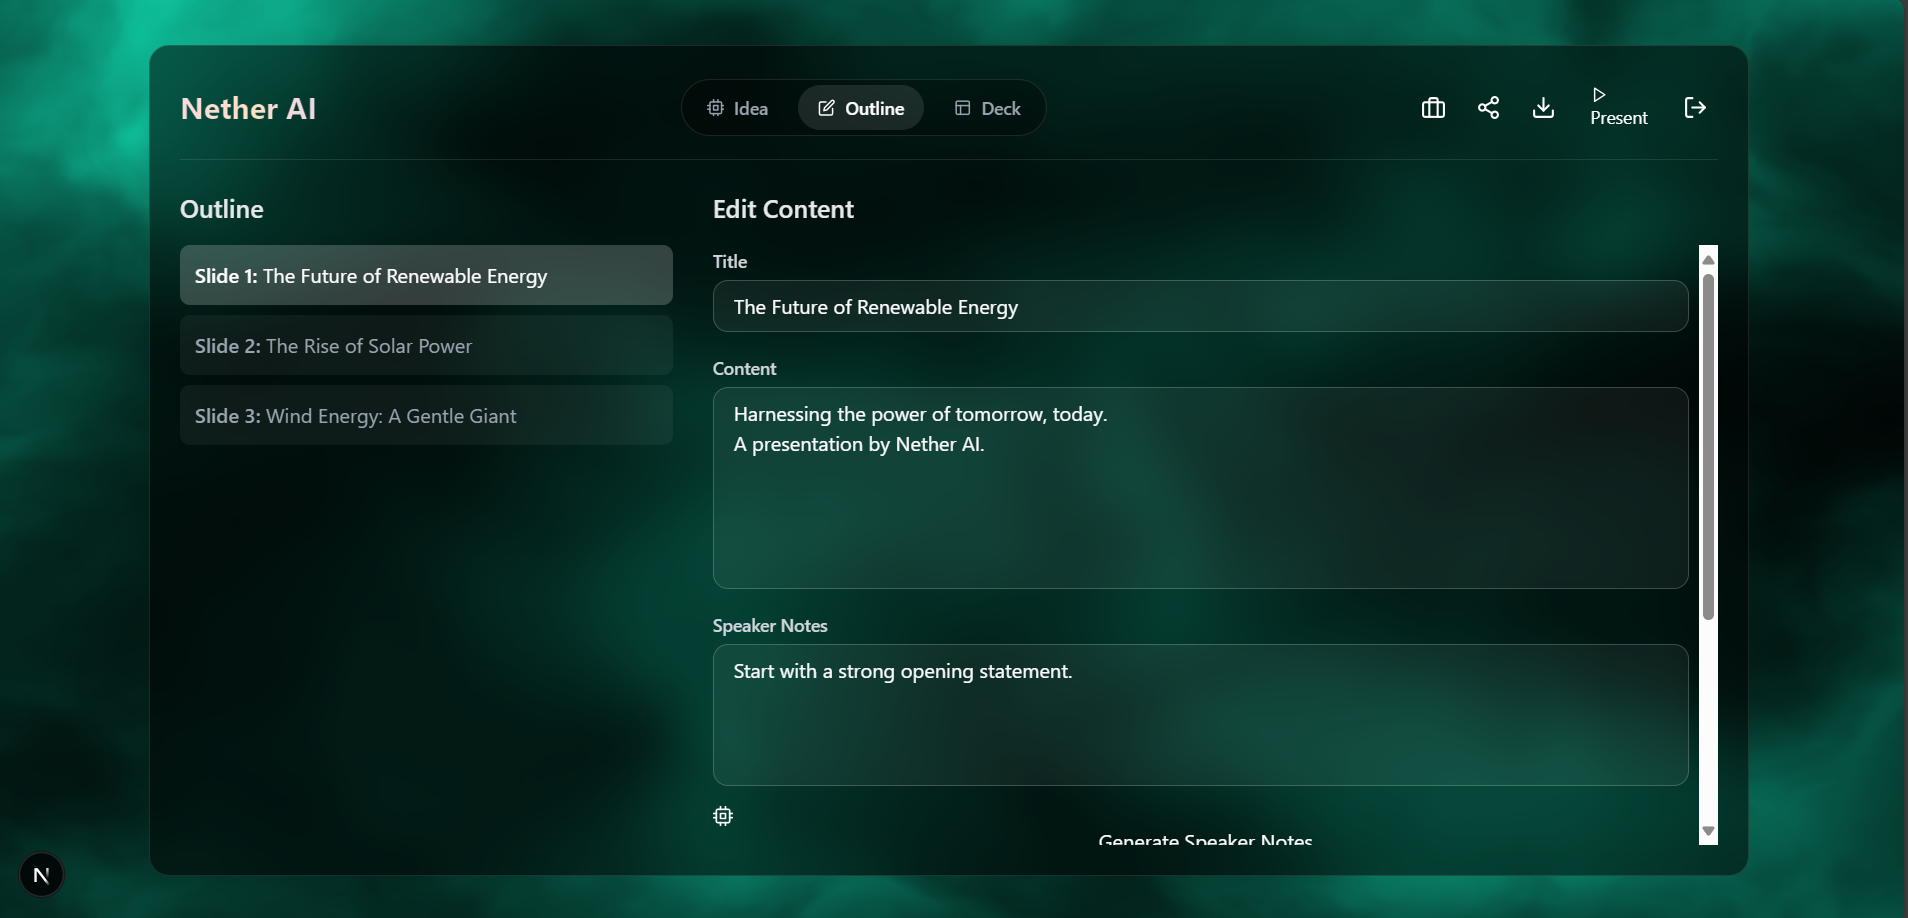 Nether AI
Idea
Outline
Deck
Present
Outline
Slide 1: The Future of Renewable Energy
Slide 2: The Rise of Solar Power
Slide 3: Wind Energy: A Gentle Giant
Edit Content
Title
The Future of Renewable Energy
Content
Harnessing the power of tomorrow, today.
A presentation by Nether AI.
Speaker Notes
Start with a strong opening statement.
Generate Speaker Notes
N